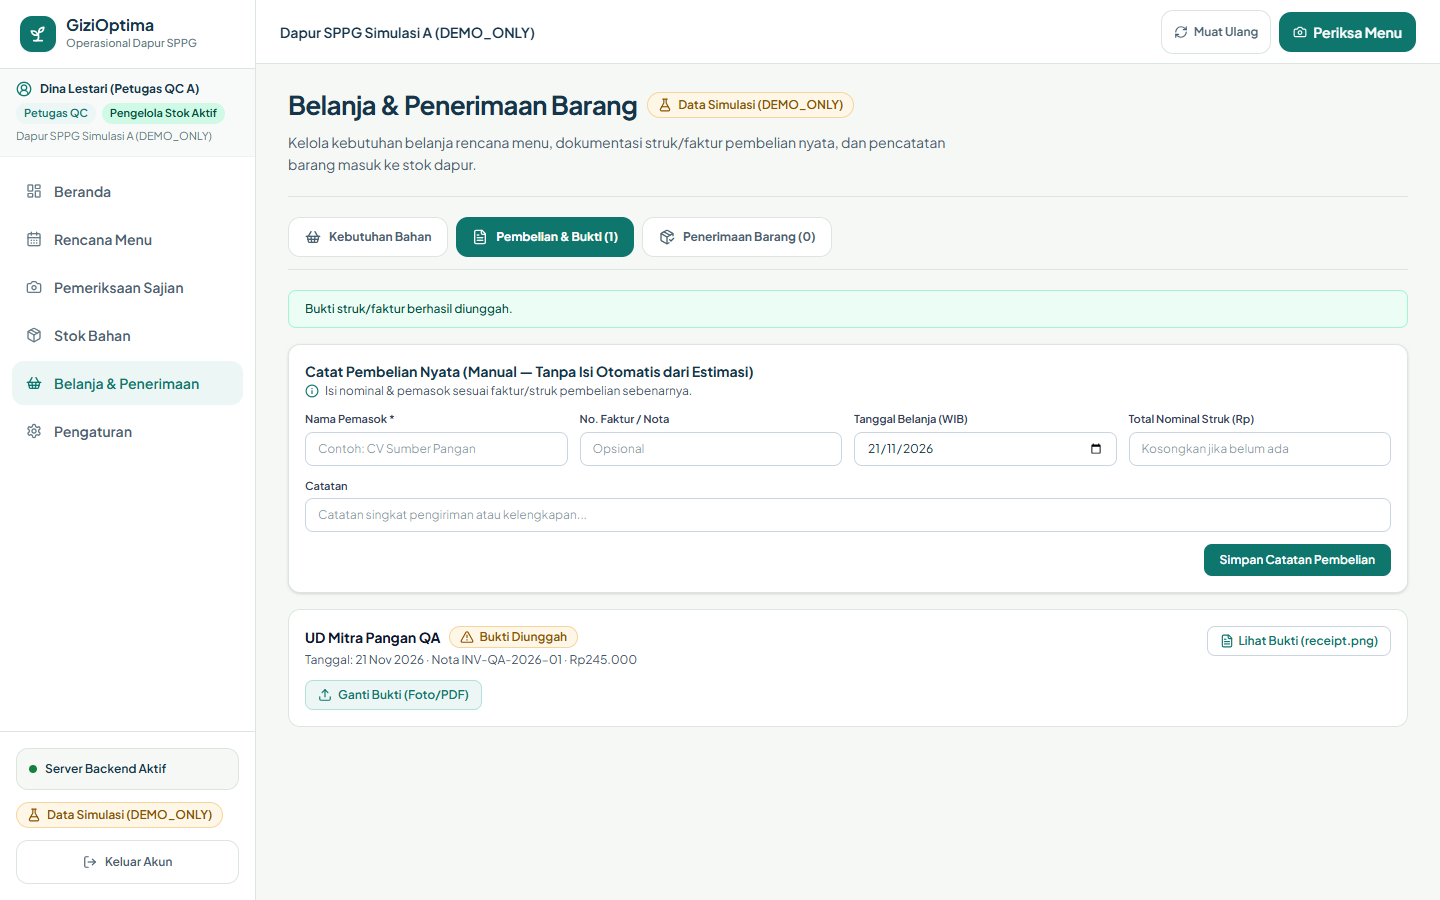 GiziOptima
Operasional Dapur SPPG
Dina Lestari (Petugas QC A)
Petugas QC
Pengelola Stok Aktif
Dapur SPPG Simulasi A (DEMO_ONLY)
Beranda
Rencana Menu
Pemeriksaan Sajian
Stok Bahan
Belanja & Penerimaan
Pengaturan
Server Backend Aktif
Data Simulasi (DEMO_ONLY)
Keluar Akun
Dapur SPPG Simulasi A (DEMO_ONLY)
Muat Ulang
Periksa Menu
Belanja & Penerimaan Barang
Data Simulasi (DEMO_ONLY)
Kelola kebutuhan belanja rencana menu, dokumentasi struk/faktur pembelian nyata, dan pencatatan
barang masuk ke stok dapur.
Kebutuhan Bahan
Pembelian & Bukti (1)
Penerimaan Barang (0)
Bukti struk/faktur berhasil diunggah.
Catat Pembelian Nyata (Manual — Tanpa Isi Otomatis dari Estimasi)
Isi nominal & pemasok sesuai faktur/struk pembelian sebenarnya.
Nama Pemasok *
No. Faktur / Nota
Tanggal Belanja (WIB)
Total Nominal Struk (Rp)
Contoh: CV Sumber Pangan
Opsional
21/11/2026
Kosongkan jika belum ada
Catatan
Catatan singkat pengiriman atau kelengkapan...
Simpan Catatan Pembelian
UD Mitra Pangan QA
Bukti Diunggah
Lihat Bukti (receipt.png)
Tanggal: 21 Nov 2026 · Nota INV-QA-2026-01 · Rp245.000
Ganti Bukti (Foto/PDF)